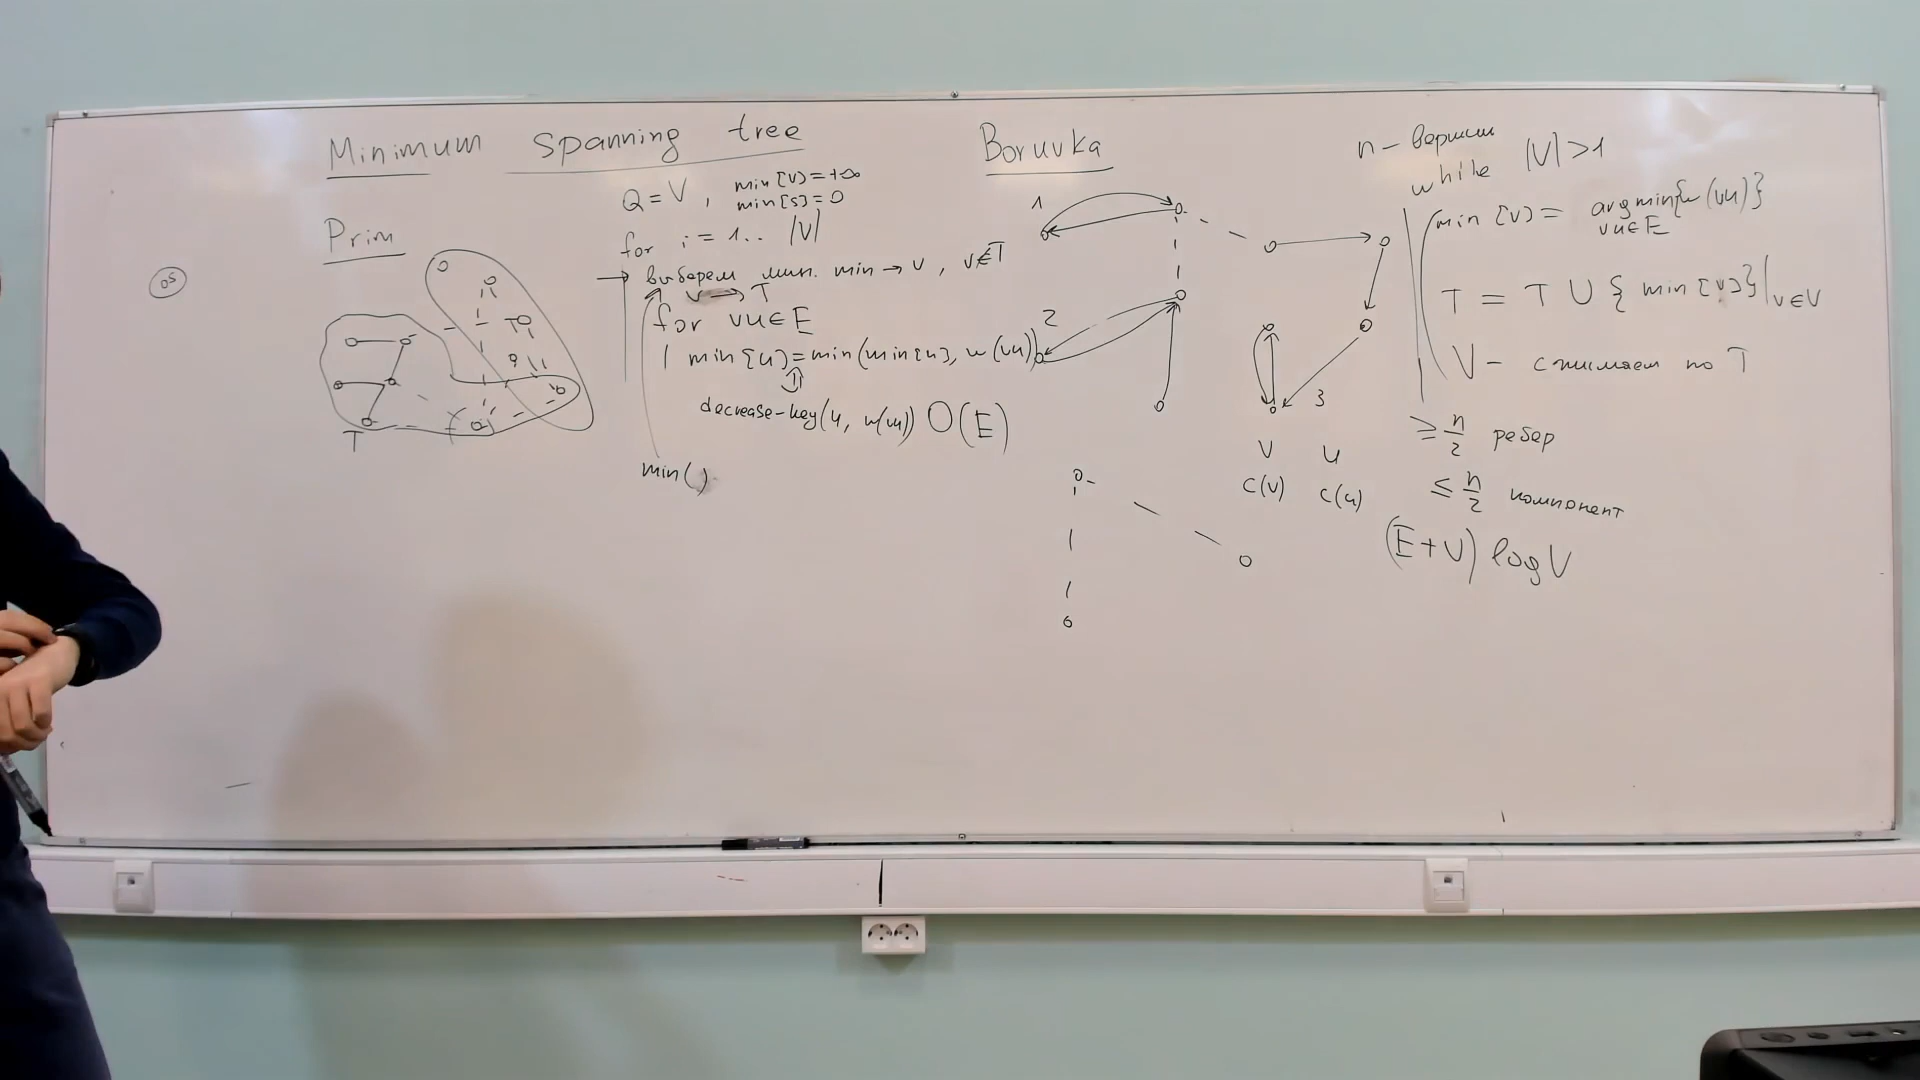 Minimum spanning tree
Prim
os
T
Q = V , min[v] = +∞
min[s] = 0
for i = 1.. |V|
→ выберем мин. min → v , v∉T
v → T
for vu∈E
min[u] = min(min[u], w(vu))
decrease-key(u, w(vu)) O(E)
min()
Boruvka
1
2
3
v u
c(v) c(u)
n - вершин
while |V| > 1
min[v] = argmin{w(vu)}
vu∈E
T = T ∪ { min[v]}|v∈V
V - сжимаем по T
≥ n/2 ребер
≤ n/2 компонент
(E+V) log V